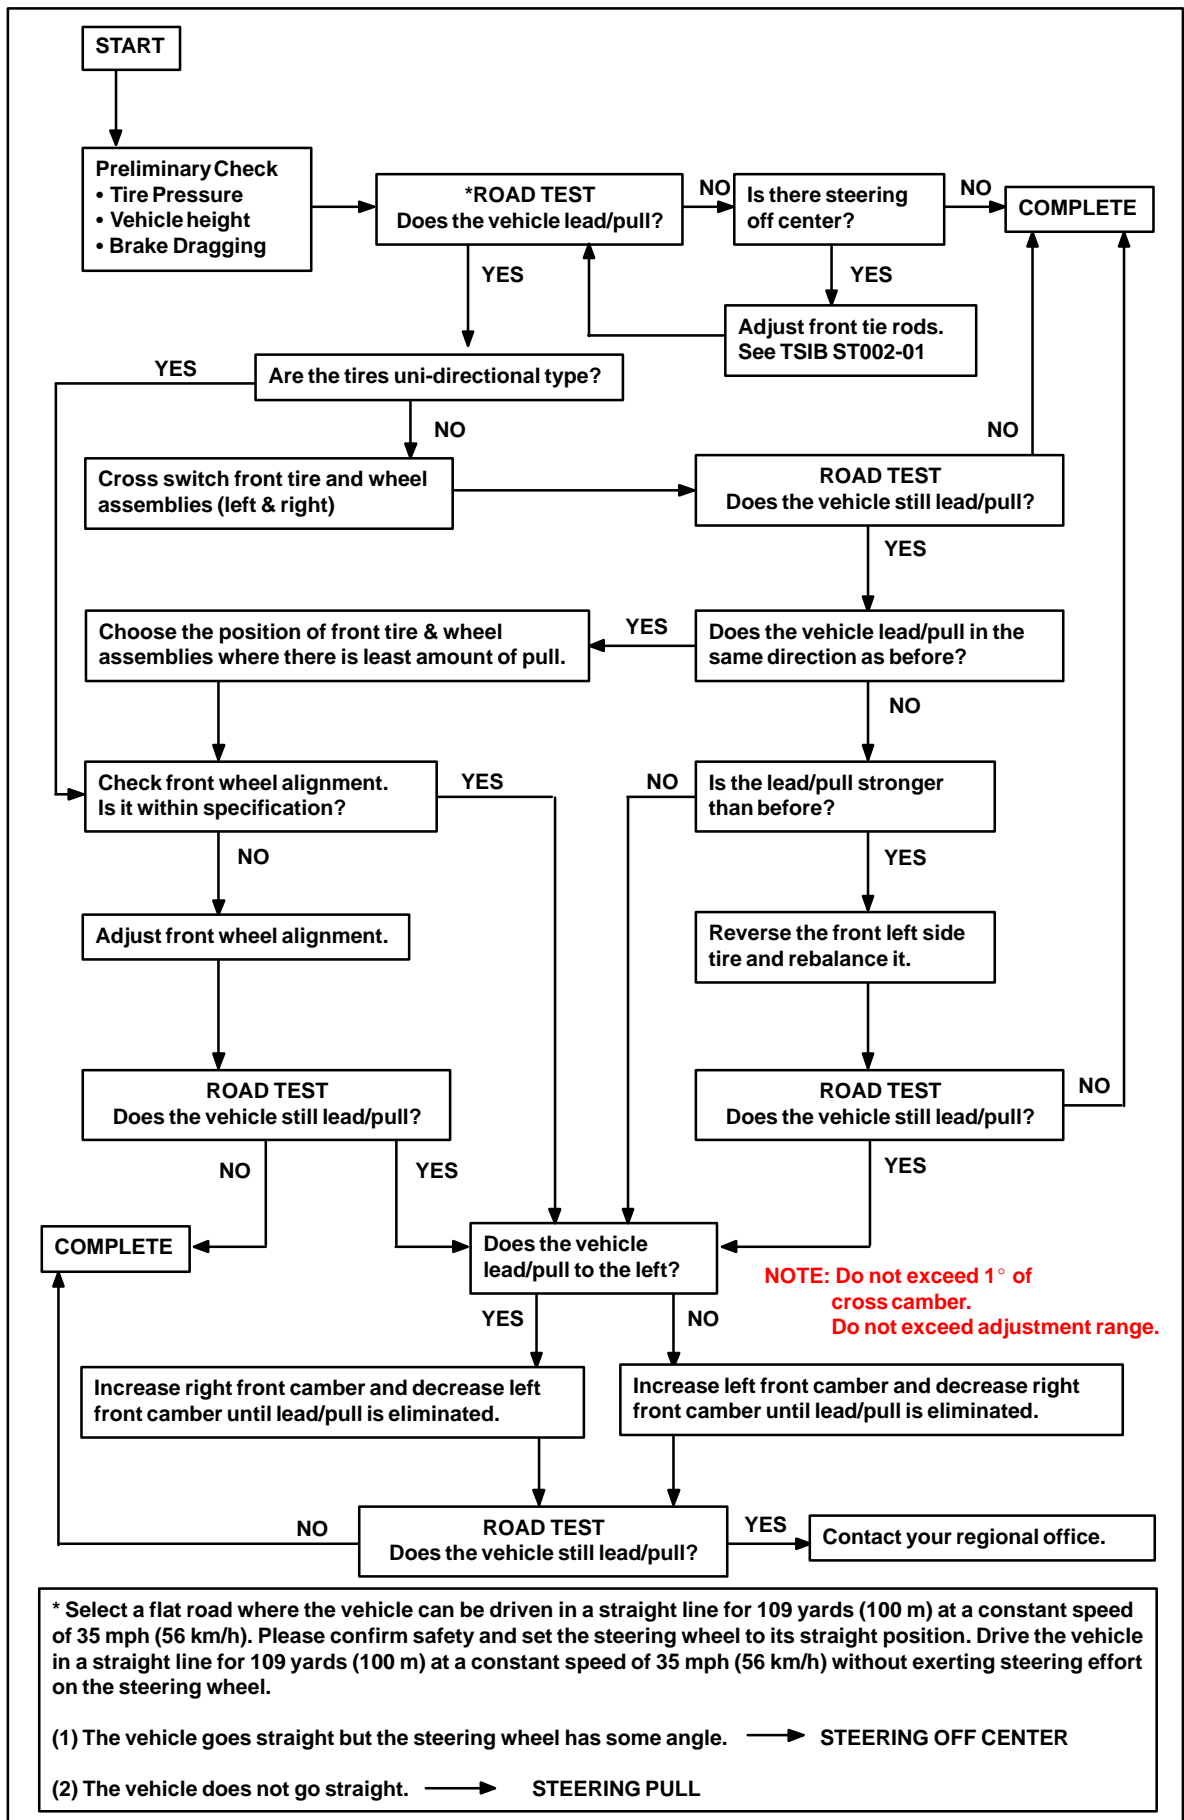 START
Preliminary Check
• Tire Pressure
• Vehicle height
• Brake Dragging
*ROAD TEST
Does the vehicle lead/pull?
NO
Is there steering
off center?
NO
COMPLETE
YES
YES
Adjust front tie rods.
See TSIB ST002-01
YES
Are the tires uni-directional type?
NO
NO
Cross switch front tire and wheel
assemblies (left & right)
ROAD TEST
Does the vehicle still lead/pull?
YES
Choose the position of front tire & wheel
assemblies where there is least amount of pull.
YES
Does the vehicle lead/pull in the
same direction as before?
NO
Check front wheel alignment.
Is it within specification?
YES
NO
Is the lead/pull stronger
than before?
NO
YES
Adjust front wheel alignment.
Reverse the front left side
tire and rebalance it.
ROAD TEST
Does the vehicle still lead/pull?
ROAD TEST
Does the vehicle still lead/pull?
NO
NO
YES
YES
COMPLETE
Does the vehicle
lead/pull to the left?
NOTE: Do not exceed 1° of
cross camber.
Do not exceed adjustment range.
YES
NO
Increase right front camber and decrease left
front camber until lead/pull is eliminated.
Increase left front camber and decrease right
front camber until lead/pull is eliminated.
NO
ROAD TEST
Does the vehicle still lead/pull?
YES
Contact your regional office.
* Select a flat road where the vehicle can be driven in a straight line for 109 yards (100 m) at a constant speed
of 35 mph (56 km/h). Please confirm safety and set the steering wheel to its straight position. Drive the vehicle
in a straight line for 109 yards (100 m) at a constant speed of 35 mph (56 km/h) without exerting steering effort
on the steering wheel.
(1) The vehicle goes straight but the steering wheel has some angle. STEERING OFF CENTER
(2) The vehicle does not go straight. STEERING PULL